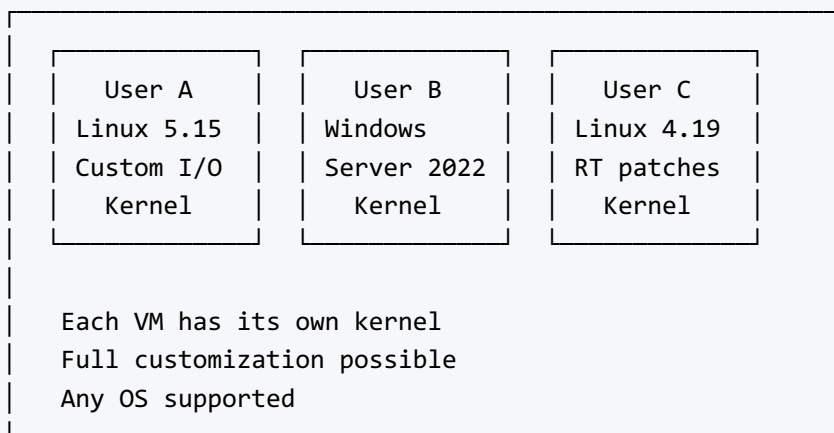 User A User B User C
Linux 5.15 Windows Linux 4.19
Custom I/O Server 2022 RT patches
Kernel Kernel Kernel
Each VM has its own kernel
Full customization possible
Any OS supported